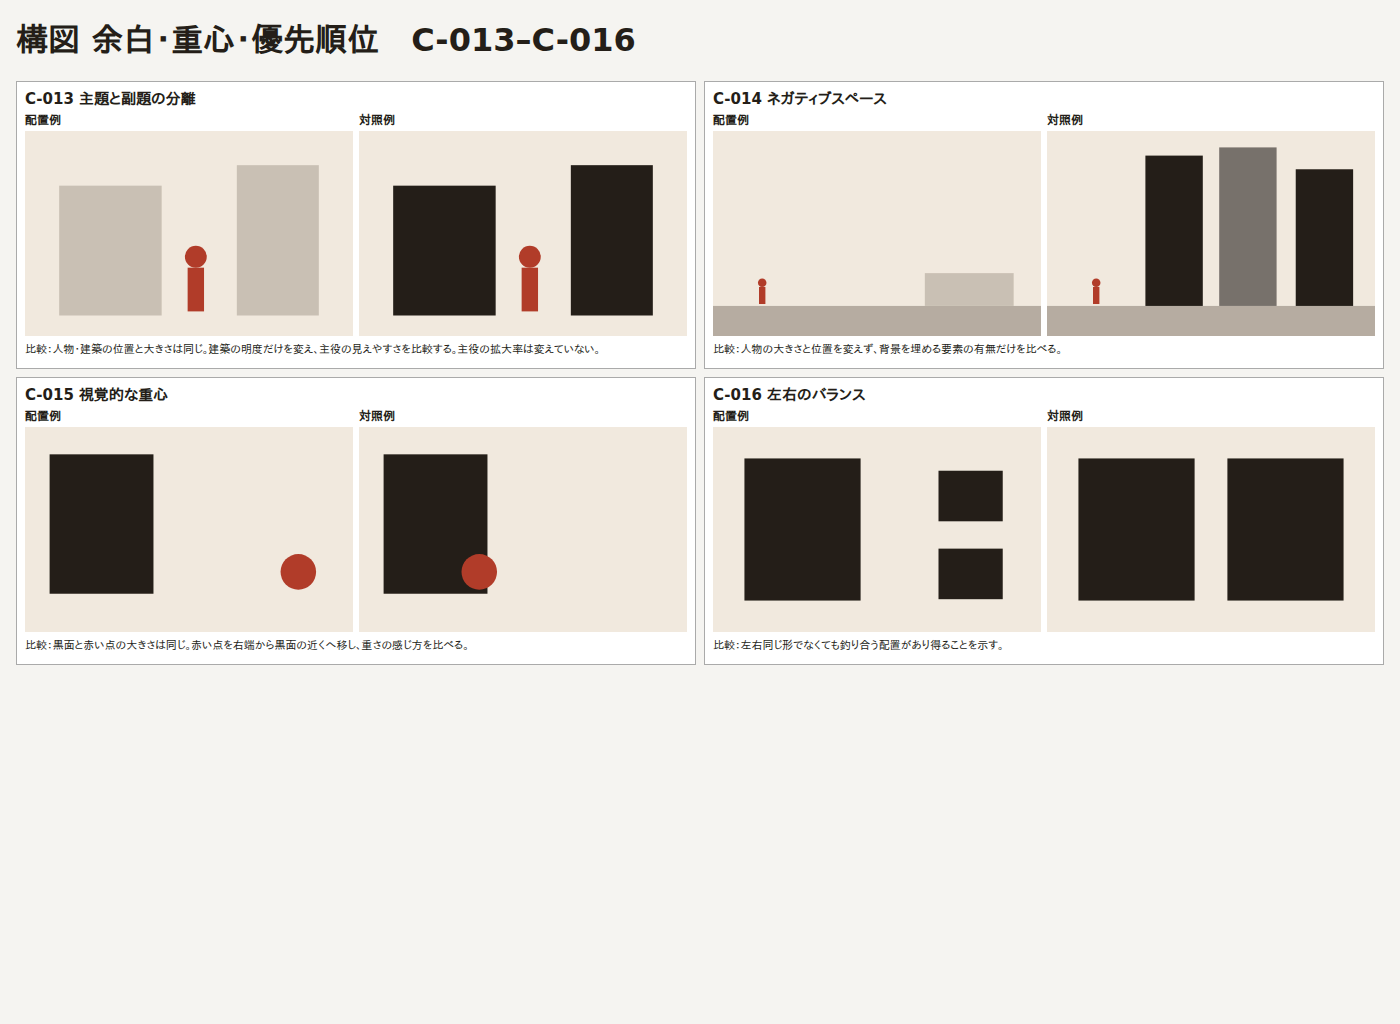 構図 余白・重心・優先順位　C-013–C-016
C-013 主題と副題の分離
配置例
対照例
比較：人物・建築の位置と大きさは同じ。建築の明度だけを変え、主役の見えやすさを比較する。主役の拡大率は変えていない。
C-014 ネガティブスペース
配置例
対照例
比較：人物の大きさと位置を変えず、背景を埋める要素の有無だけを比べる。
C-015 視覚的な重心
配置例
対照例
比較：黒面と赤い点の大きさは同じ。赤い点を右端から黒面の近くへ移し、重さの感じ方を比べる。
C-016 左右のバランス
配置例
対照例
比較：左右同じ形でなくても釣り合う配置があり得ることを示す。